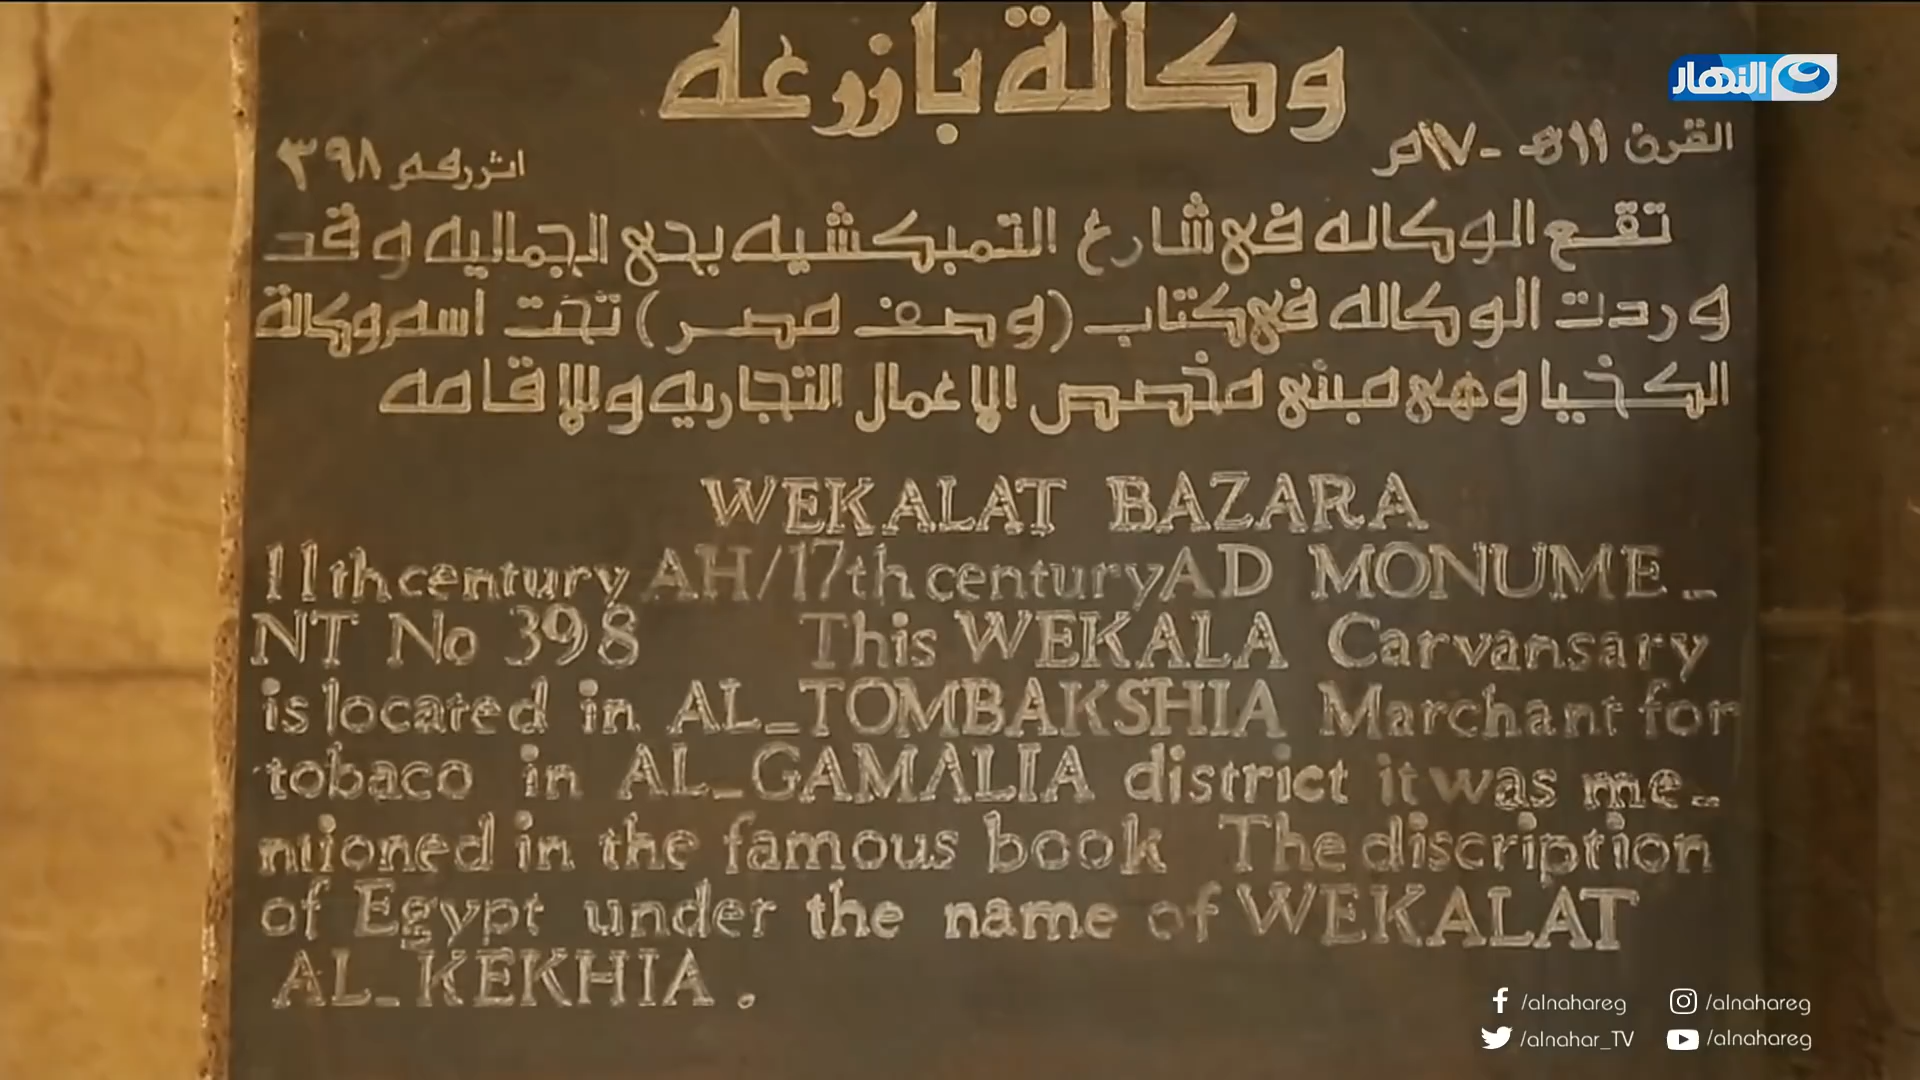 وكالة بازرعه
النهار
القرن ١١هـ - ١٧م
اثر رقم ٣٩٨
تقع الوكاله فى شارع التمبكشيه بحى الجماليه وقد
وردت الوكاله فى كتاب (وصف مصر) تحت اسم وكالة
الكخيا وهى مبنى مخصص الاعمال التجاريه وللاقامه
WEKALAT BAZARA
11th century AH/17th century AD MONUME_
NT No 398 This WEKALA Carvansary
is located in AL_TOMBAKSHIA Marchant for
tobaco in AL_GAMALIA district it was me_
ntioned in the famous book The discription
of Egypt under the name of WEKALAT
AL_KEKHIA .
/alnahareg /alnahareg
/alnahar_TV /alnahareg